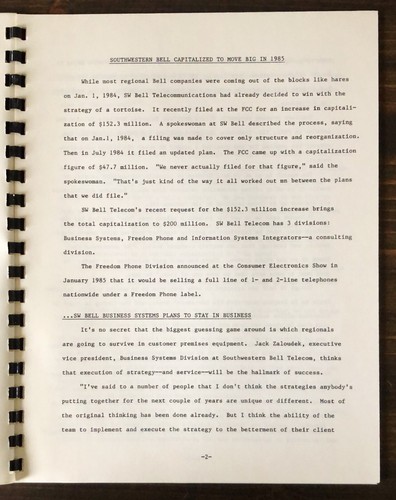 SOUTHWESTERN BELL CAPITALIZED TO MOVE BIG IN 1985
While most regional Bell companies were coming out of the blocks like hares
on Jan. 1, 1984, SW Bell Telecommunications had already decided to win with the
strategy of a tortoise. It recently filed at the FCC for an increase in capitali-
zation of $152.3 million. A spokeswoman at SW Bell described the process, saying
that on Jan.1, 1984, a filing was made to cover only structure and reorganization.
Then in July 1984 it filed an updated plan. The FCC came up with a capitalization
figure of $47.7 million. "We never actually filed for that figure," said the
spokeswoman. "That's just kind of the way it all worked out mn between the plans
that we did file."
SW Bell Telecom's recent request for the $152.3 million increase brings
the total capitalization to $200 million. SW Bell Telecom has 3 divisions:
Business Systems, Freedom Phone and Information Systems Integrators--a consulting
division.
The Freedom Phone Division announced at the Consumer Electronics Show in
January 1985 that it would be selling a full line of 1- and 2-line telephones
nationwide under a Freedom Phone label.
...SW BELL BUSINESS SYSTEMS PLANS TO STAY IN BUSINESS
It's no secret that the biggest guessing game around is which regionals
are going to survive in customer premises equipment. Jack Zaloudek, executive
vice president, Business Systems Division at Southwestern Bell Telecom, thinks
that execution of strategy--and service--will be the hallmark of success.
"I've said to a number of people that I don't think the strategies anybody's
putting together for the next couple of years are unique or different. Most of
the original thinking has been done already. But I think the ability of the
team to implement and execute the strategy to the betterment of their client
-2-